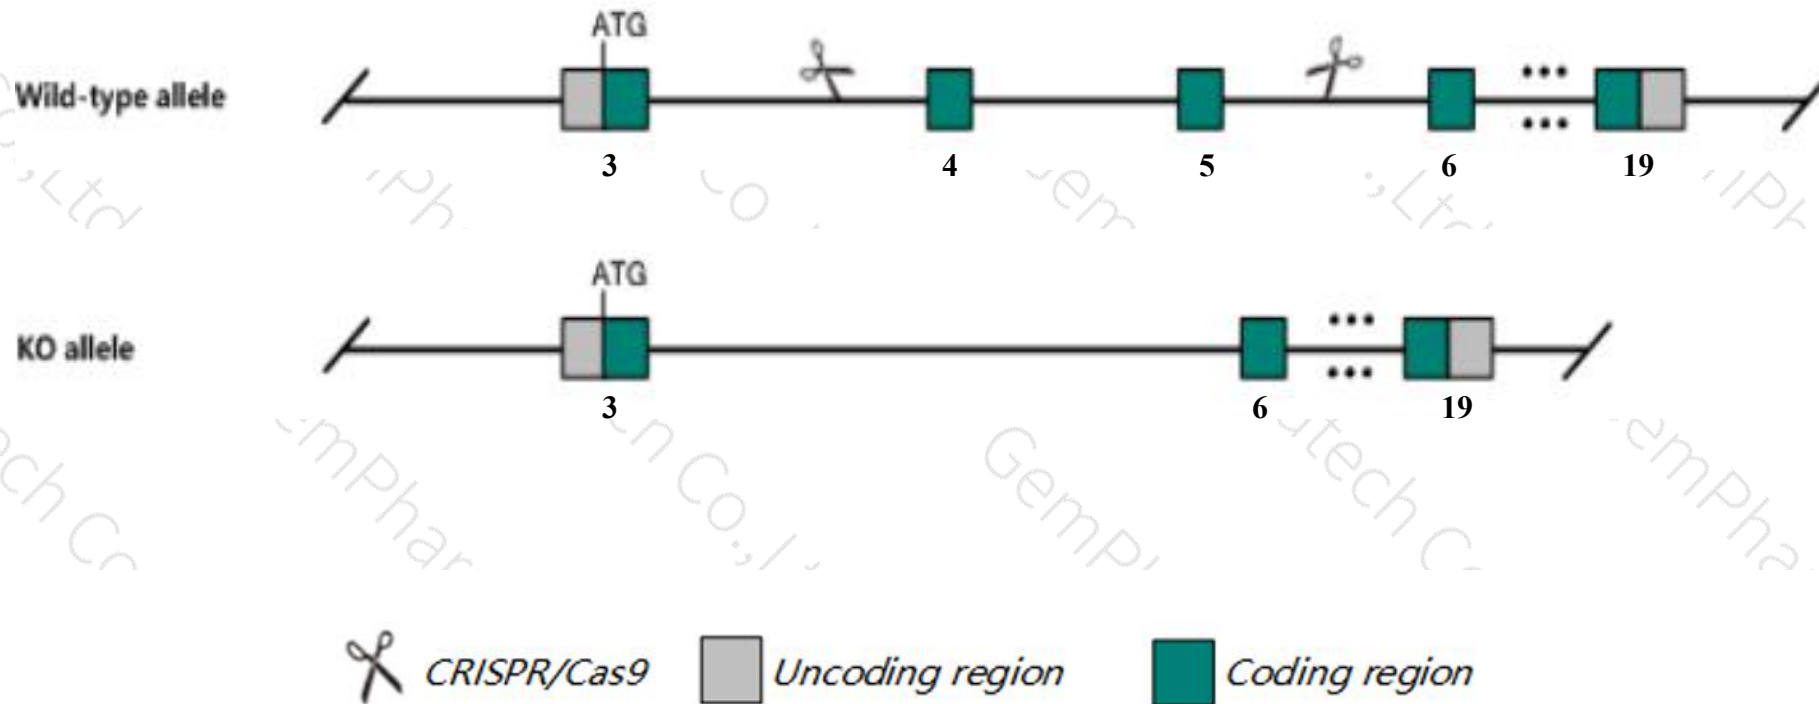 ATG
Wild-type allele
3 4 5 6 19
ATG
KO allele
3 6 19
CRISPR/Cas9 Uncoding region Coding region
GemPh